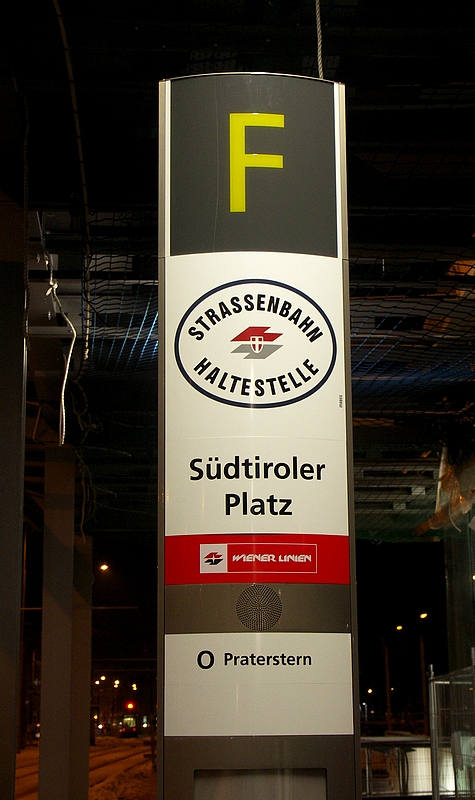 F
STRASSENBAHN
HALTESTELLE
Südtiroler
Platz
WIENER LINIEN
O Praterstern